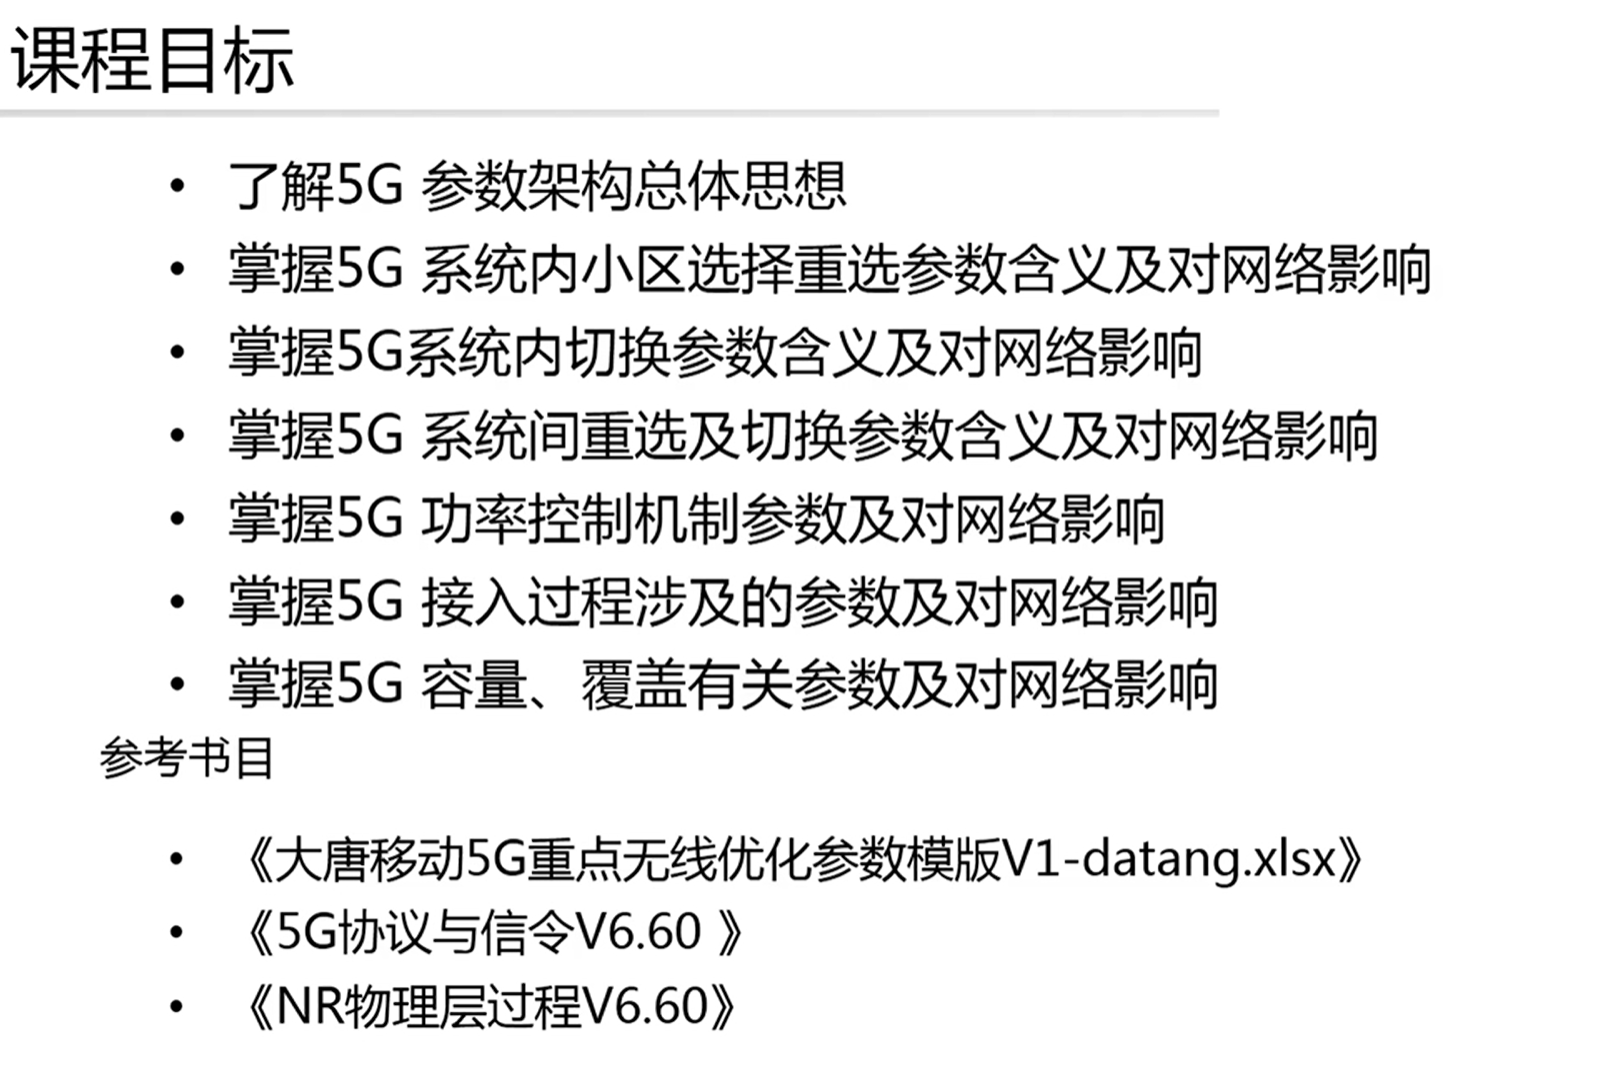 课程目标
• 了解5G 参数架构总体思想
• 掌握5G 系统内小区选择重选参数含义及对网络影响
• 掌握5G系统内切换参数含义及对网络影响
• 掌握5G 系统间重选及切换参数含义及对网络影响
• 掌握5G 功率控制机制参数及对网络影响
• 掌握5G 接入过程涉及的参数及对网络影响
• 掌握5G 容量、覆盖有关参数及对网络影响
参考书目
• 《大唐移动5G重点无线优化参数模版V1-datang.xlsx》
• 《5G协议与信令V6.60 》
• 《NR物理层过程V6.60》